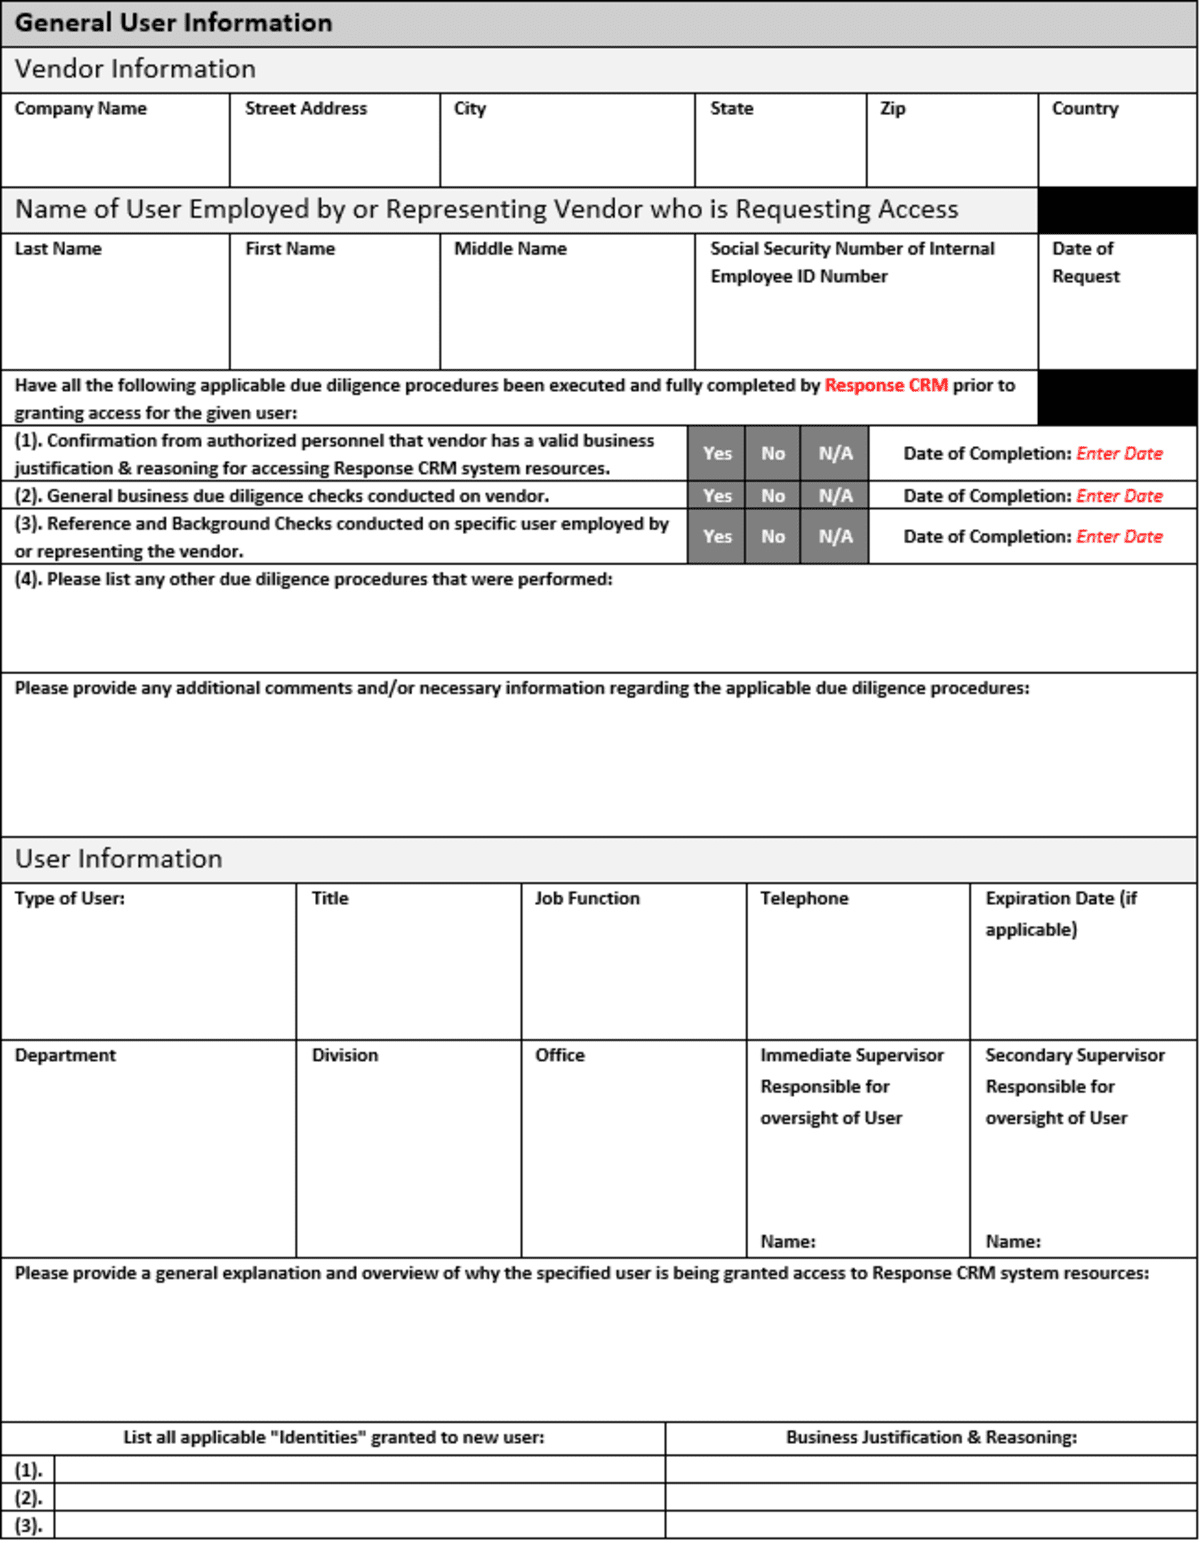 General User Information
Vendor Information
Company Name Street Address City State Zip Country
Name of User Employed by or Representing Vendor who is Requesting Access
Last Name First Name Middle Name Social Security Number of Internal Date of
Employee ID Number Request
Have all the following applicable due diligence procedures been executed and fully completed by Response CRM prior to
granting access for the given user:
(1). Confirmation from authorized personnel that vendor has a valid business
justification & reasoning for accessing Response CRM system resources.
Yes No N/A Date of Completion: Enter Date
(2). General business due diligence checks conducted on vendor. Yes No N/A Date of Completion: Enter Date
(3). Reference and Background Checks conducted on specific user employed by
or representing the vendor.
Yes No N/A Date of Completion: Enter Date
(4). Please list any other due diligence procedures that were performed:
Please provide any additional comments and/or necessary information regarding the applicable due diligence procedures:
User Information
Type of User: Title Job Function Telephone Expiration Date (if
applicable)
Department Division Office Immediate Supervisor Secondary Supervisor
Responsible for Responsible for
oversight of User oversight of User
Name: Name:
Please provide a general explanation and overview of why the specified user is being granted access to Response CRM system resources:
List all applicable "Identities" granted to new user: Business Justification & Reasoning:
(1).
(2).
(3).